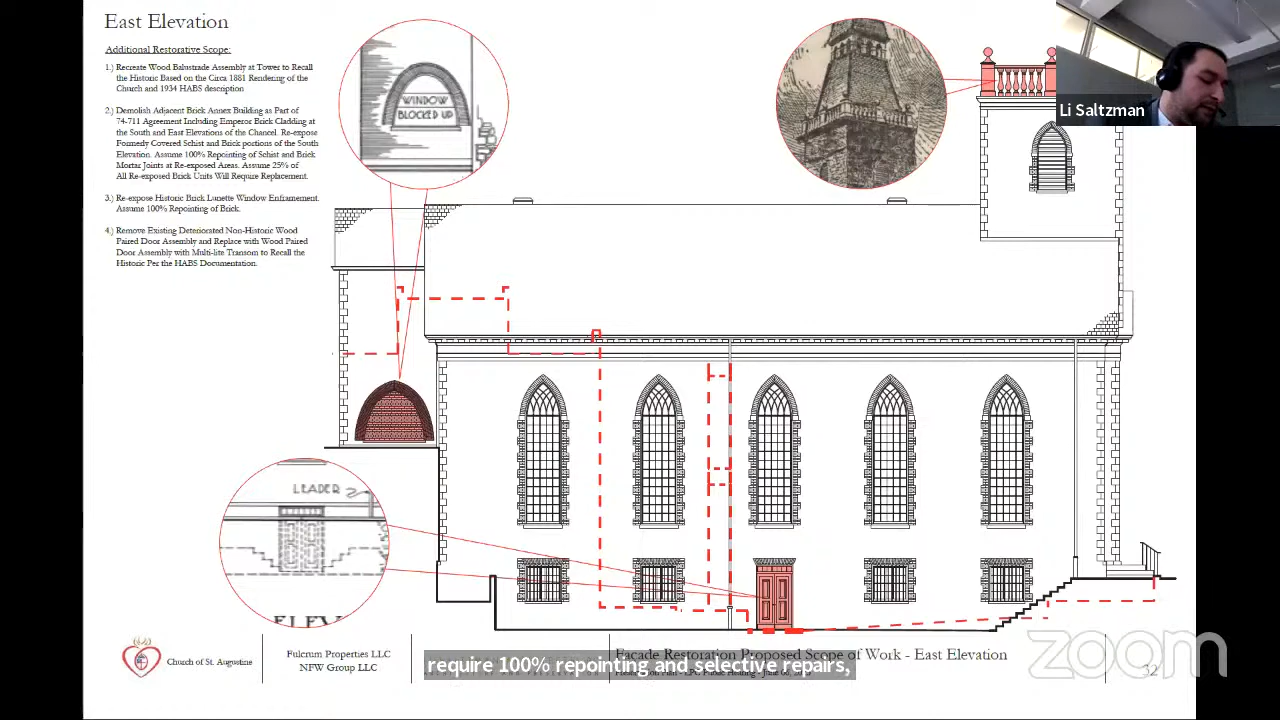 East Elevation
Additional Restorative Scope:
1.) Recreate Wood Balustrade Assembly at Tower to Recall
the Historic Based on the Circa 1881 Rendering of the
Church and 1934 HABS description
2.) Demolish Adjacent Brick Annex Building as Part of
74-711 Agreement Including Emperor Brick Cladding at
the South and East Elevations of the Chancel. Re-expose
Formerly Covered Schist and Brick portions of the South
Elevation. Assume 100% Repointing of Schist and Brick
Mortar Joints at Re-exposed Areas. Assume 25% of
All Re-exposed Brick Units Will Require Replacement.
3.) Re-expose Historic Brick Lunette Window Enframement.
Assume 100% Repointing of Brick.
4.) Remove Existing Deteriorated Non-Historic Wood
Paired Door Assembly and Replace with Wood Paired
Door Assembly with Multi-lite Transom to Recall the
Historic Per the HABS Documentation.
WINDOW
BLOCKED UP
Li Saltzman
LEADER
Church of St. Augustine
Fulcrum Properties LLC
NFW Group LLC
Façade Restoration Proposed Scope of Work - East Elevation
require 100% repointing and selective repairs,
zoom
32